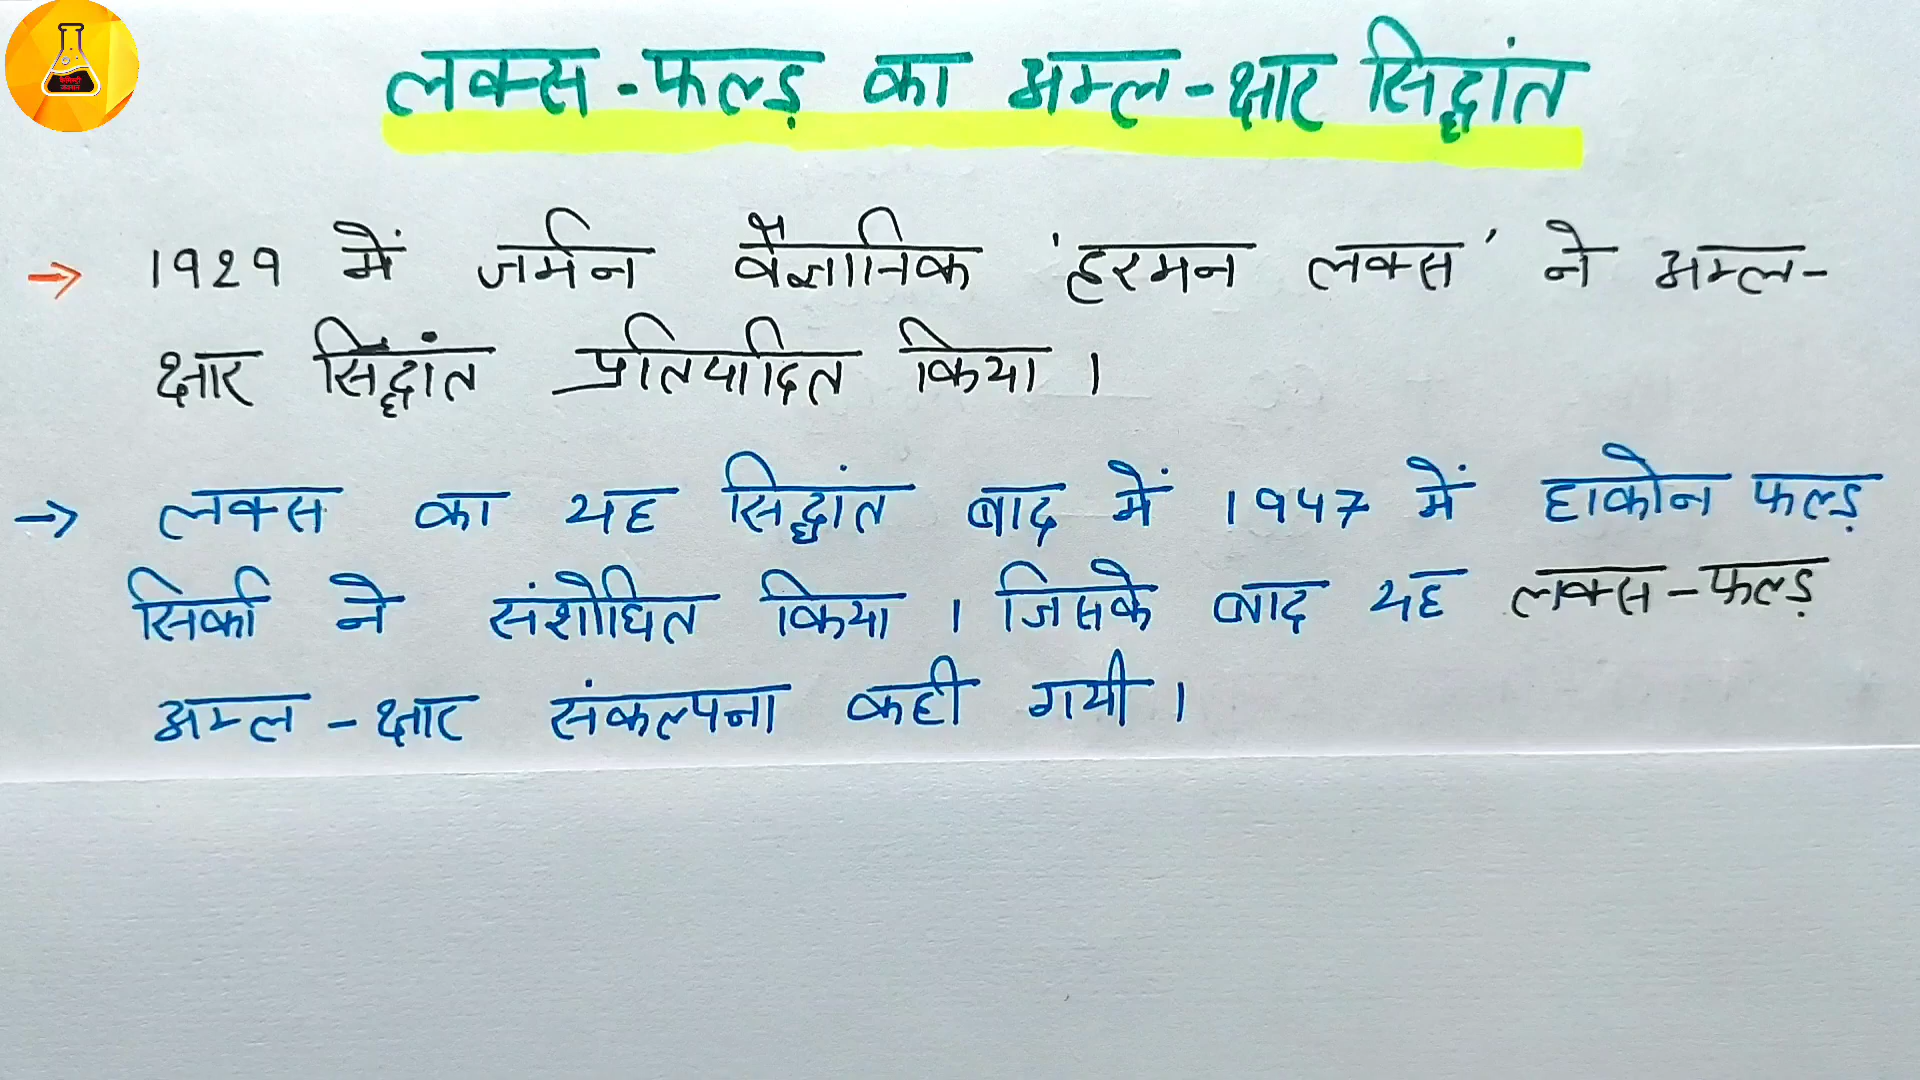 लक्स-फ्लड़ का अम्ल-क्षार सिद्धांत
→ 1929 में जर्मन वैज्ञानिक 'हरमन लक्स' ने अम्ल-
क्षार सिद्धांत प्रतिपादित किया ।
→ लक्स का यह सिद्धांत बाद में 1947 में हाकोन फ्लड़
सिर्का ने संशोधित किया । जिसके बाद यह लक्स-फ्लड़
अम्ल-क्षार संकल्पना कही गयी ।